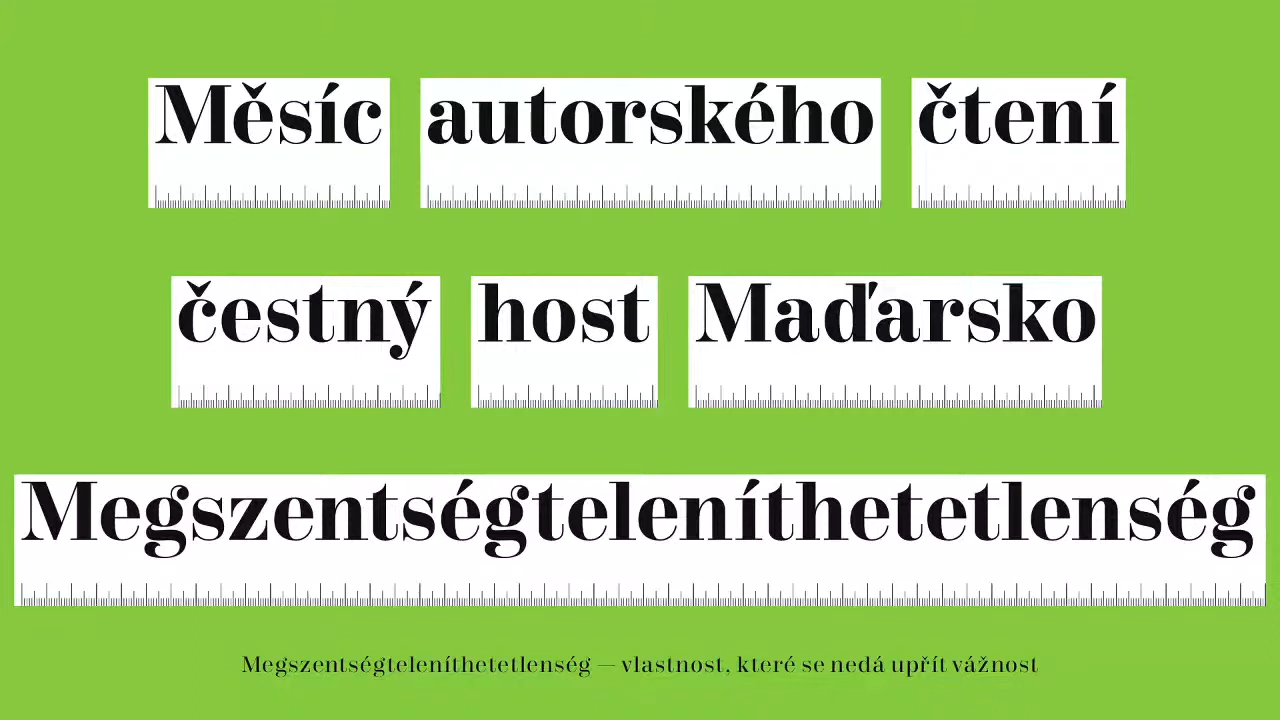 Měsíc autorského čtení
čestný host Maďarsko
Megszentségteleníthetetlenség
Megszentségteleníthetetlenség — vlastnost, které se nedá upřít vážnost